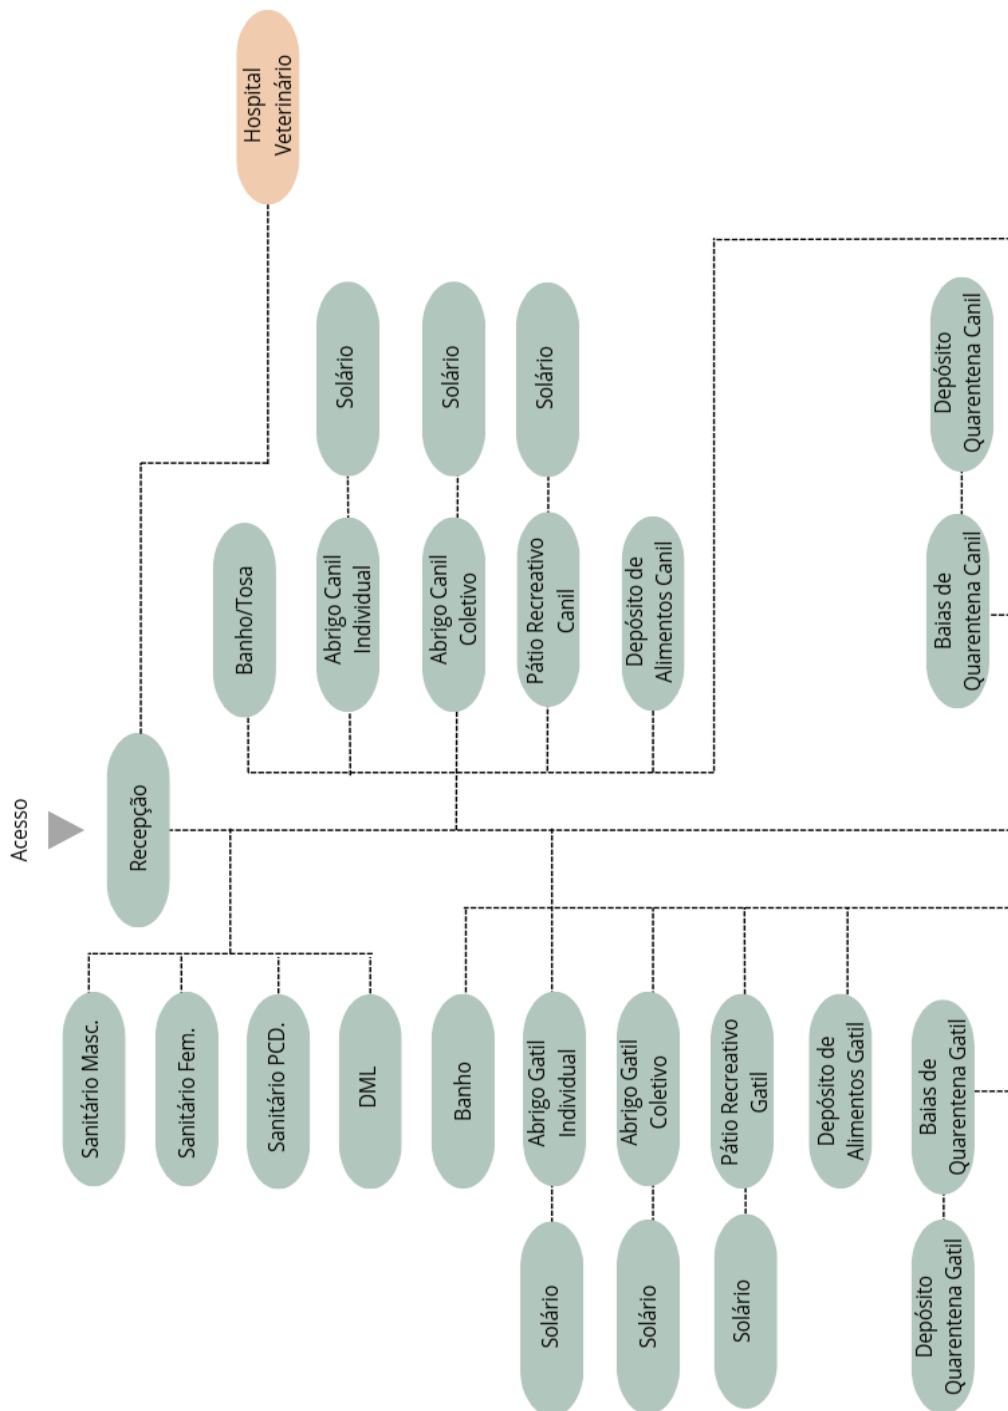 Acesso
Recepção
Hospital
Veterinário
Sanitário Masc.
Sanitário Fem.
Sanitário PCD.
DML
Banho/Tosa
Abrigo Canil
Individual
Solário
Abrigo Canil
Coletivo
Solário
Pátio Recreativo
Canil
Solário
Depósito de
Alimentos Canil
Banho
Abrigo Gatil
Individual
Solário
Abrigo Gatil
Coletivo
Solário
Pátio Recreativo
Gatil
Solário
Depósito de
Alimentos Gatil
Baias de
Quarentena Canil
Depósito
Quarentena Canil
Baias de
Quarentena Gatil
Depósito
Quarentena Gatil